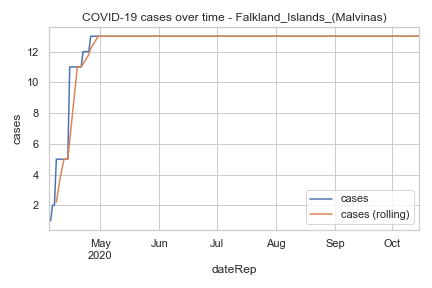 COVID-19 cases over time - Falkland_Islands_(Malvinas)
12
10
8
6
4
2
cases
cases
cases (rolling)
May Jun Jul Aug Sep Oct
2020
dateRep